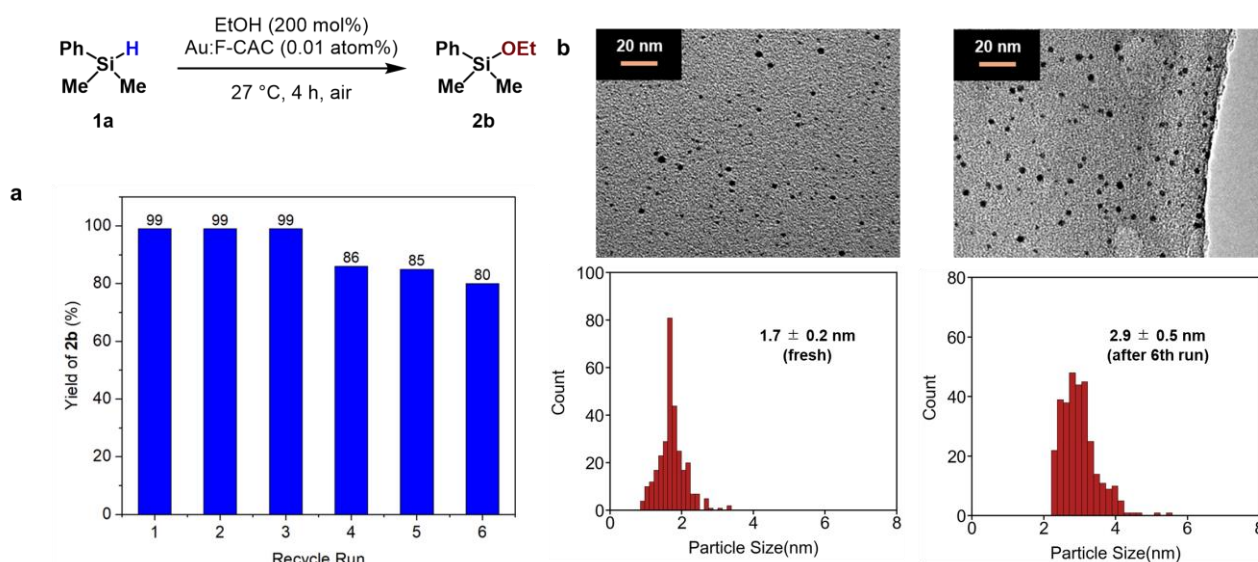 EtOH (200 mol%)
Au:F-CAC (0.01 atom%)
27 °C, 4 h, air
Ph
H
Si
Me
Me
1a
Ph
OEt
Si
Me
Me
2b
a
Yield of 2b (%)
100
80
60
40
20
0
99
99
99
86
85
80
1
2
3
4
5
6
Recycle Run
b
20 nm
20 nm
100
80
60
40
20
0
Count
1.7 ± 0.2 nm
(fresh)
0
2
4
6
8
Particle Size(nm)
80
60
40
20
0
Count
2.9 ± 0.5 nm
(after 6th run)
0
2
4
6
8
Particle Size(nm)